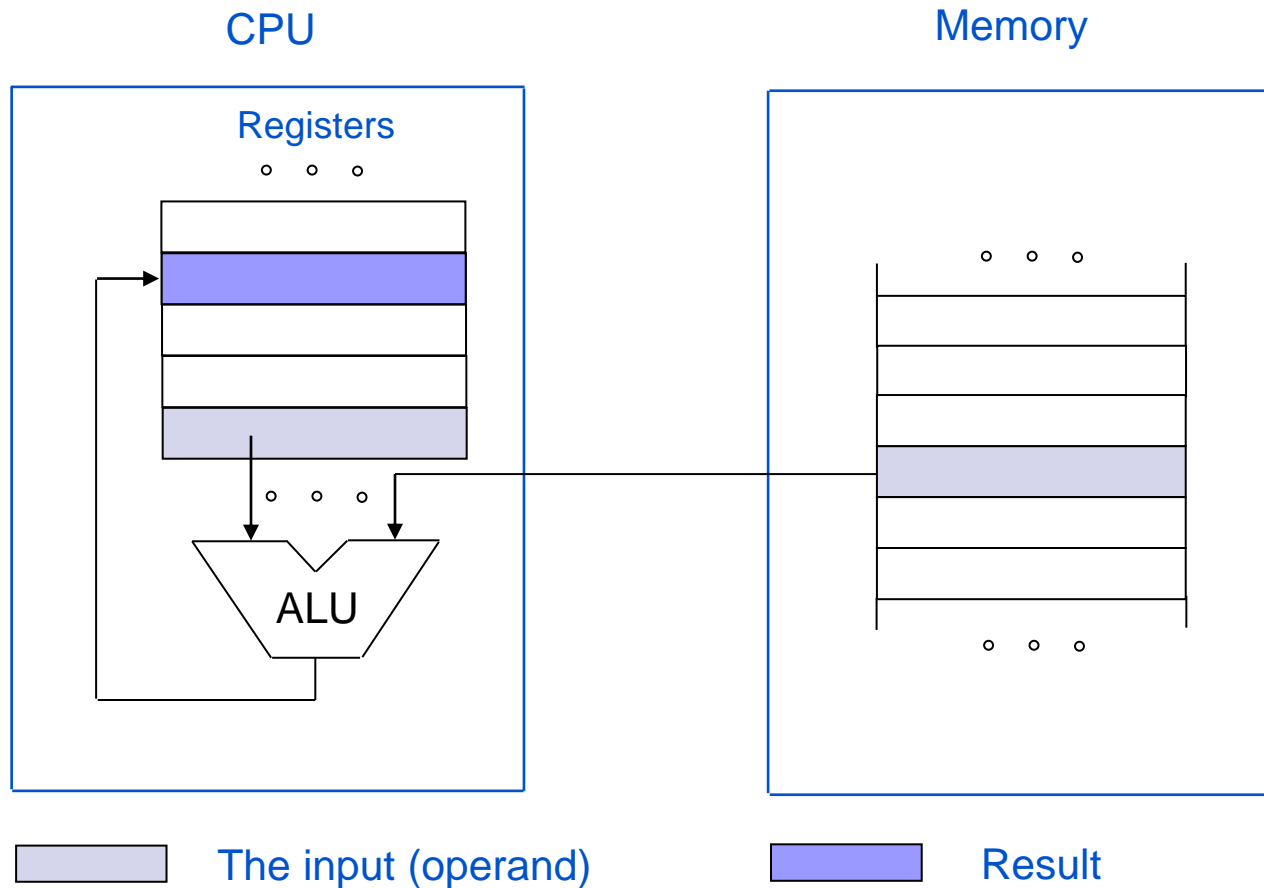 CPU
Memory
Registers
ALU
The input (operand)
Result